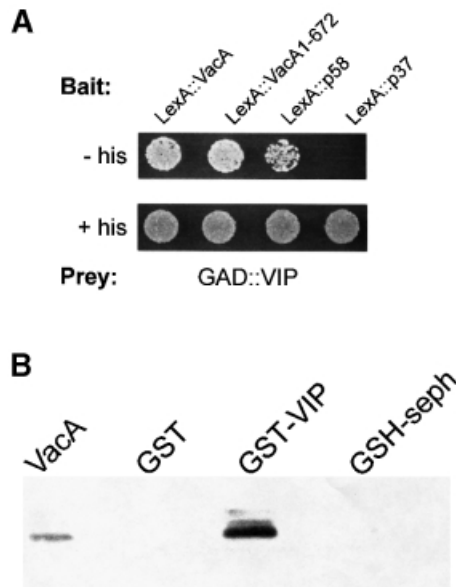 A
Bait:
LexA::VacA
LexA::VacA1-672
LexA::p58
LexA::p37
- his
+ his
Prey:
GAD::VIP
B
VacA
GST
GST-VIP
GSH-seph